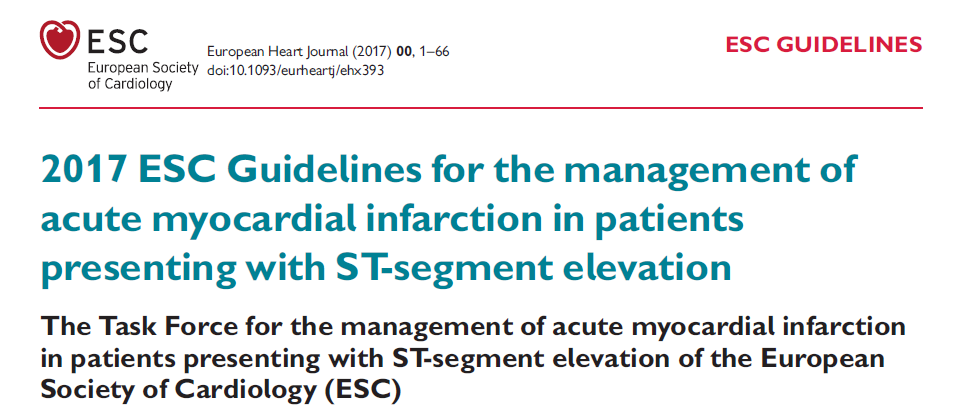 ESC
European Society
of Cardiology
European Heart Journal (2017) 00, 1–66
doi:10.1093/eurheartj/ehx393
ESC GUIDELINES
2017 ESC Guidelines for the management of
acute myocardial infarction in patients
presenting with ST-segment elevation
The Task Force for the management of acute myocardial infarction
in patients presenting with ST-segment elevation of the European
Society of Cardiology (ESC)